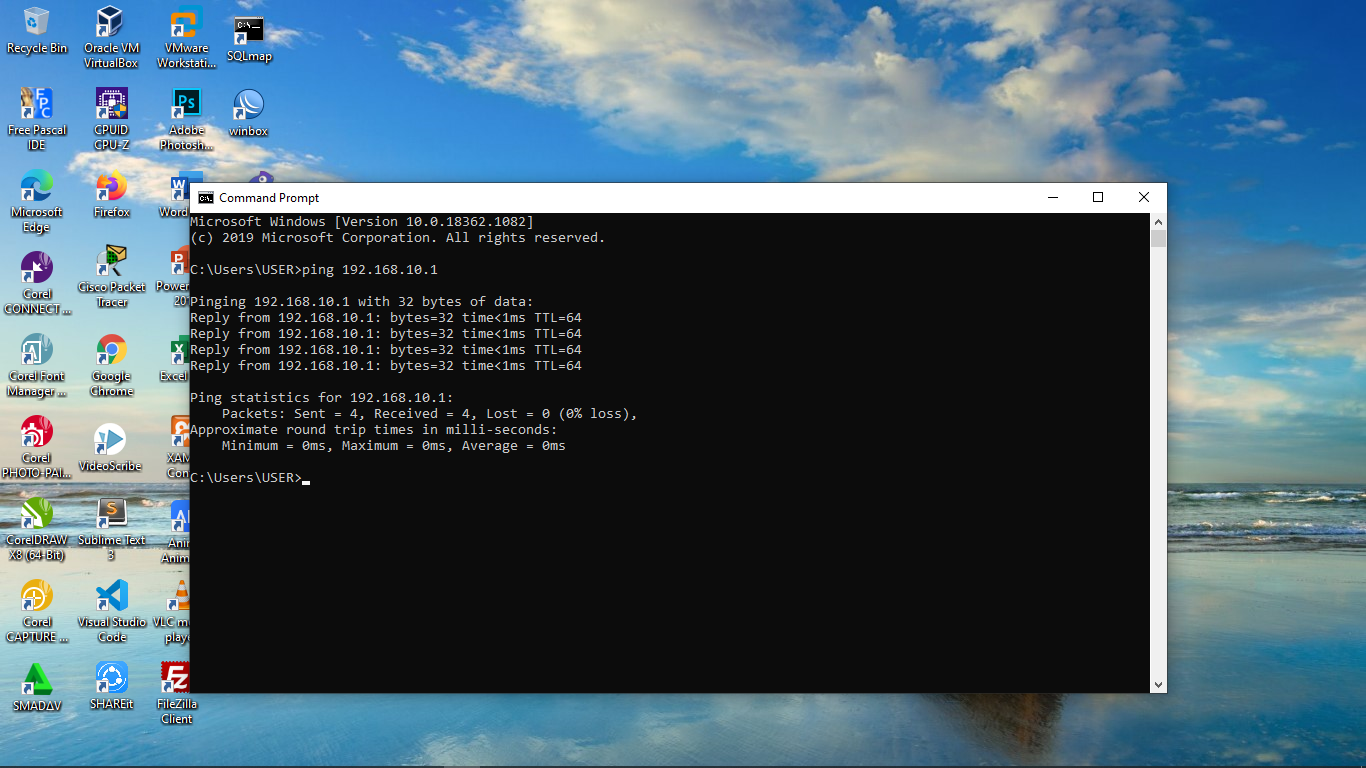 Recycle Bin
Oracle VM
VirtualBox
VMware
Workstati...
SQLmap
Free Pascal
IDE
CPUID
CPU-Z
Adobe
Photosh...
winbox
Microsoft
Edge
Firefox
Word
Corel
CONNECT ...
Cisco Packet
Tracer
Power
20
Corel Font
Manager ...
Google
Chrome
Excel
Corel
PHOTO-PAI...
VideoScribe
XAM
Con
CorelDRAW
X8 (64-Bit)
Sublime Text
3
Ani
Anim
Corel
CAPTURE ...
Visual Studio
Code
VLC m
playe
SMADΔV
SHAREit
FileZilla
Client
Command Prompt
Microsoft Windows [Version 10.0.18362.1082]
(c) 2019 Microsoft Corporation. All rights reserved.
C:\Users\USER>ping 192.168.10.1
Pinging 192.168.10.1 with 32 bytes of data:
Reply from 192.168.10.1: bytes=32 time<1ms TTL=64
Reply from 192.168.10.1: bytes=32 time<1ms TTL=64
Reply from 192.168.10.1: bytes=32 time<1ms TTL=64
Reply from 192.168.10.1: bytes=32 time<1ms TTL=64
Ping statistics for 192.168.10.1:
    Packets: Sent = 4, Received = 4, Lost = 0 (0% loss),
Approximate round trip times in milli-seconds:
    Minimum = 0ms, Maximum = 0ms, Average = 0ms
C:\Users\USER>